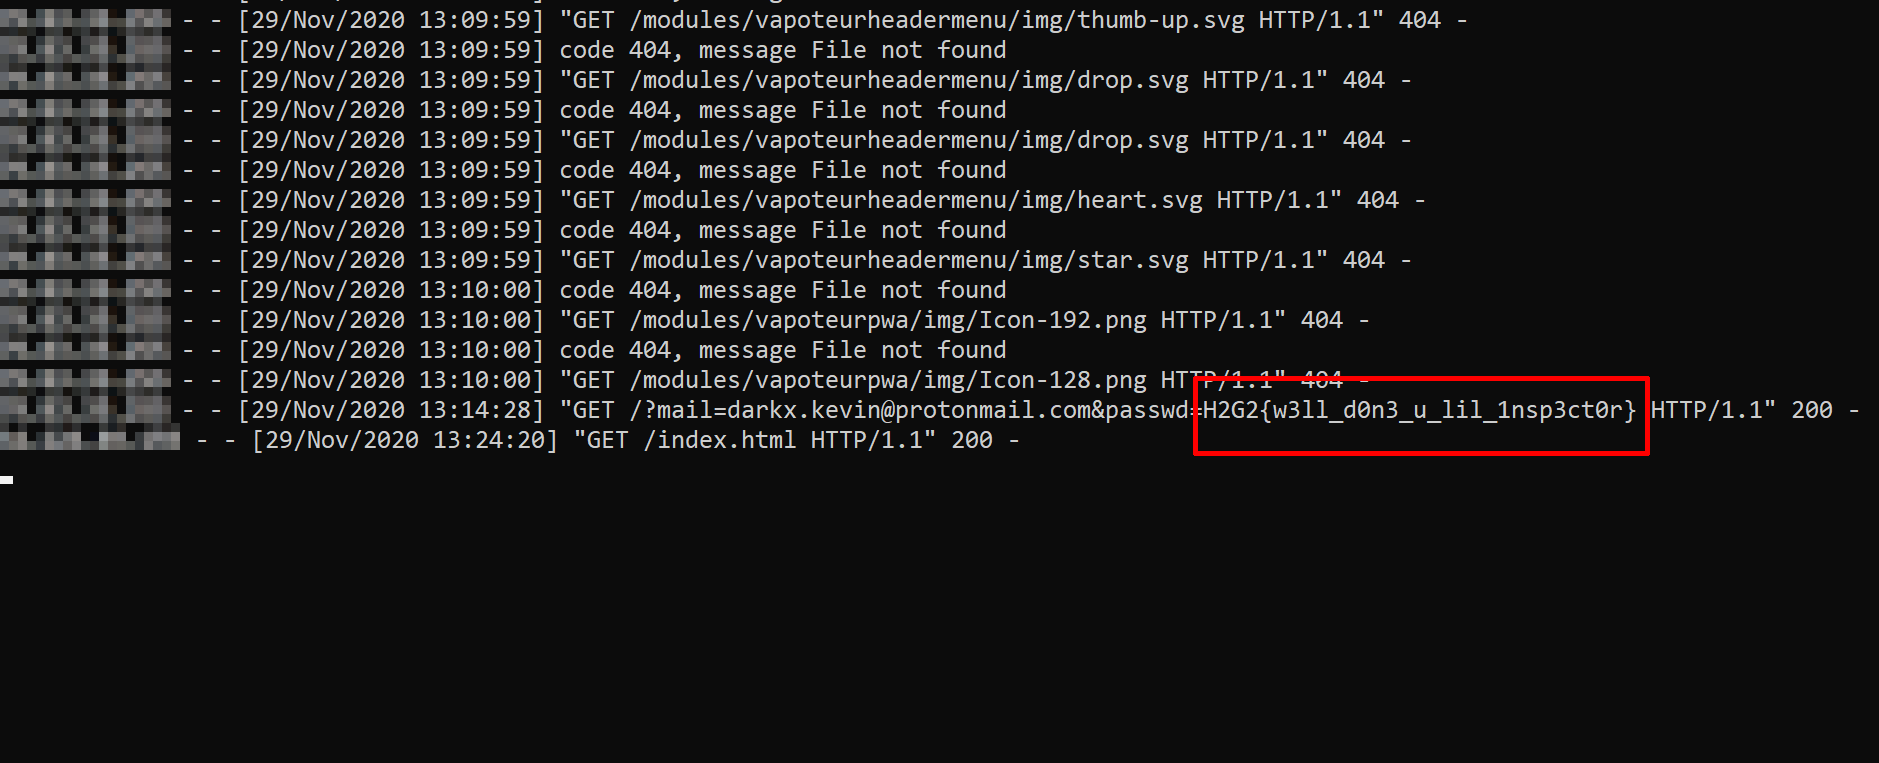 - - [29/Nov/2020 13:09:59] "GET /modules/vapoteurheadermenu/img/thumb-up.svg HTTP/1.1" 404 -
- - [29/Nov/2020 13:09:59] code 404, message File not found
- - [29/Nov/2020 13:09:59] "GET /modules/vapoteurheadermenu/img/drop.svg HTTP/1.1" 404 -
- - [29/Nov/2020 13:09:59] code 404, message File not found
- - [29/Nov/2020 13:09:59] "GET /modules/vapoteurheadermenu/img/drop.svg HTTP/1.1" 404 -
- - [29/Nov/2020 13:09:59] code 404, message File not found
- - [29/Nov/2020 13:09:59] "GET /modules/vapoteurheadermenu/img/heart.svg HTTP/1.1" 404 -
- - [29/Nov/2020 13:09:59] code 404, message File not found
- - [29/Nov/2020 13:09:59] "GET /modules/vapoteurheadermenu/img/star.svg HTTP/1.1" 404 -
- - [29/Nov/2020 13:10:00] code 404, message File not found
- - [29/Nov/2020 13:10:00] "GET /modules/vapoteurpwa/img/Icon-192.png HTTP/1.1" 404 -
- - [29/Nov/2020 13:10:00] code 404, message File not found
- - [29/Nov/2020 13:10:00] "GET /modules/vapoteurpwa/img/Icon-128.png HTTP/1.1" 404 -
- - [29/Nov/2020 13:14:28] "GET /?mail=darkx.kevin@protonmail.com&passwd=H2G2{w3ll_d0n3_u_lil_1nsp3ct0r} HTTP/1.1" 200 -
- - [29/Nov/2020 13:24:20] "GET /index.html HTTP/1.1" 200 -